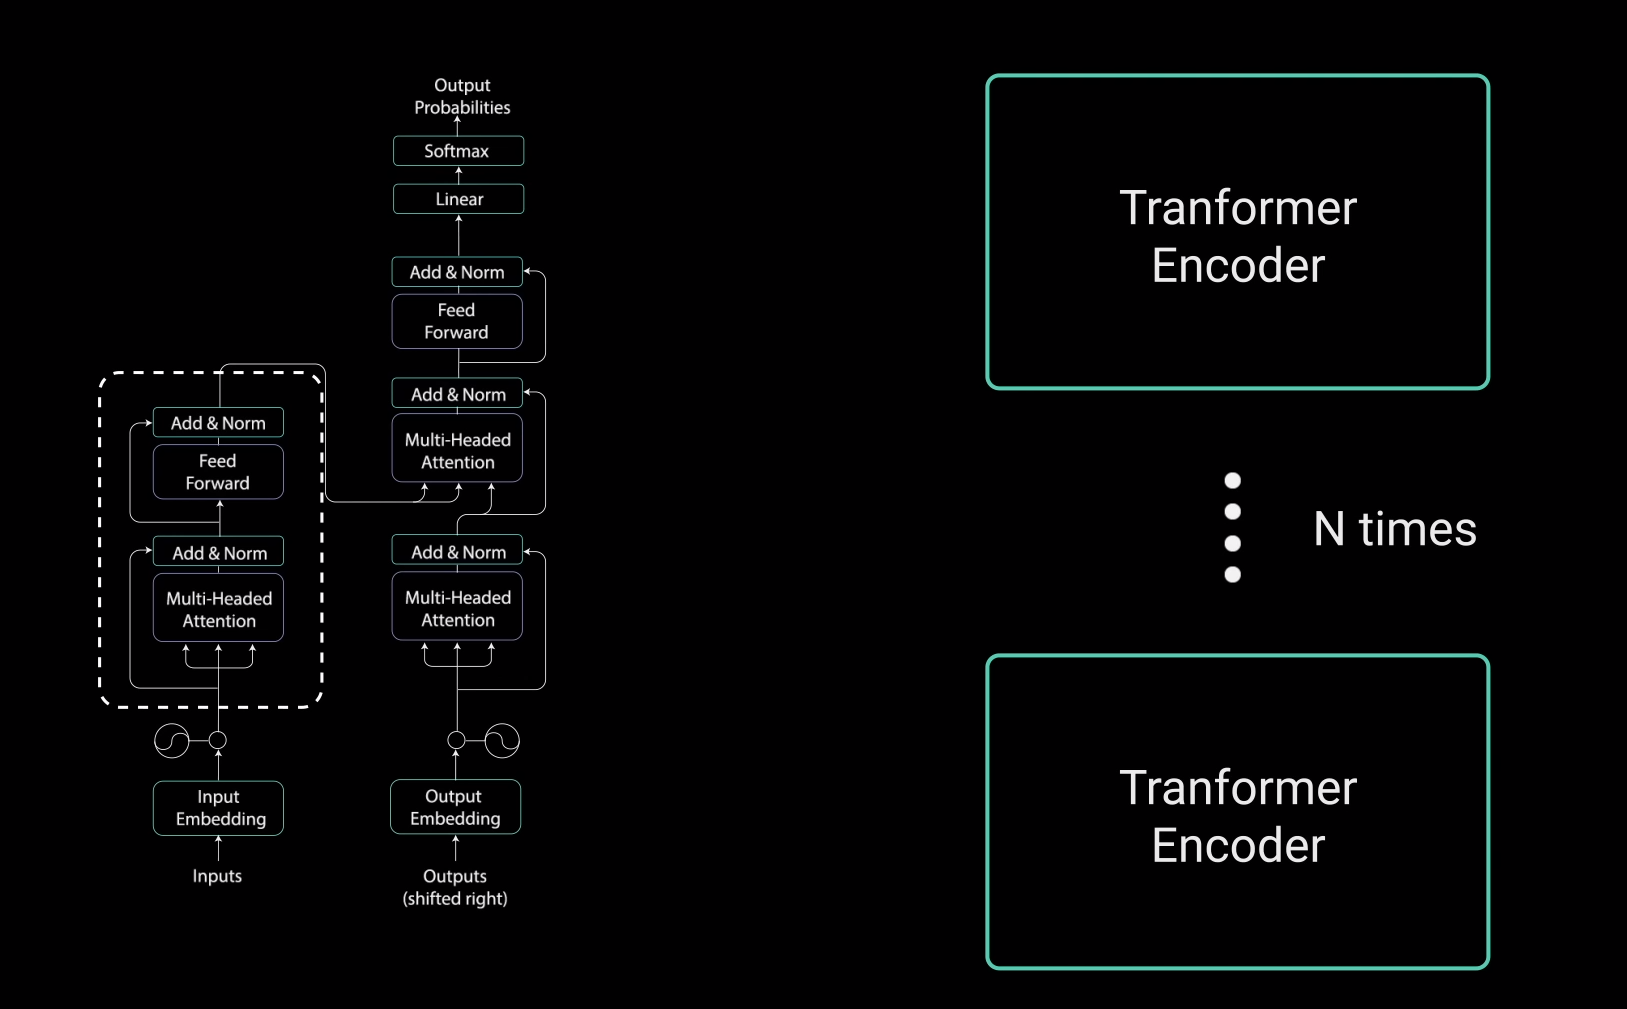 Output
Probabilities
Softmax
Linear
Add & Norm
Feed
Forward
Add & Norm
Multi-Headed
Attention
Add & Norm
Multi-Headed
Attention
Output
Embedding
Outputs
(shifted right)
Add & Norm
Feed
Forward
Add & Norm
Multi-Headed
Attention
Input
Embedding
Inputs
Tranformer
Encoder
N times
Tranformer
Encoder